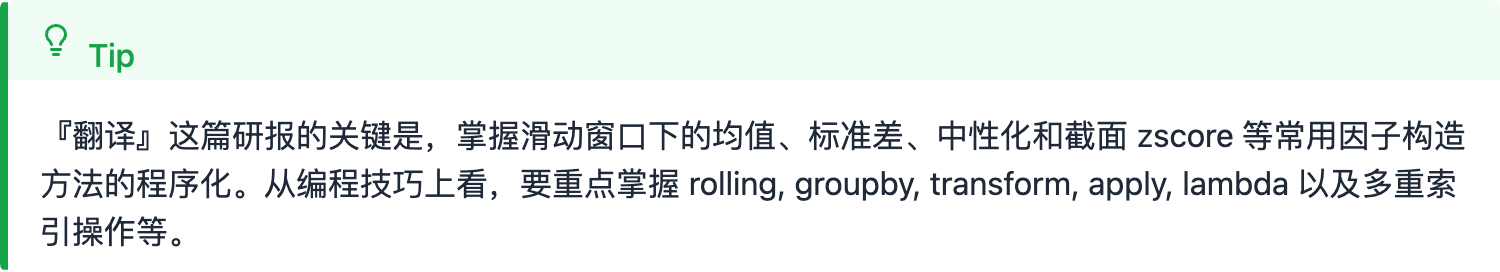 Tip
『翻译』这篇研报的关键是，掌握滑动窗口下的均值、标准差、中性化和截面 zscore 等常用因子构造
方法的程序化。从编程技巧上看，要重点掌握 rolling, groupby, transform, apply, lambda 以及多重索
引操作等。